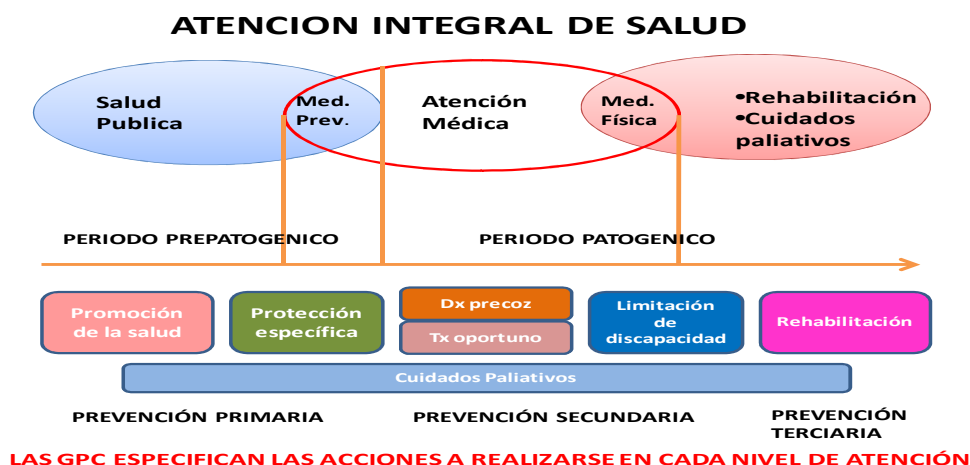 ATENCION INTEGRAL DE SALUD
Salud
Publica
Med.
Prev.
Atención
Médica
Med.
Física
•Rehabilitación
•Cuidados
paliativos
PERIODO PREPATOGENICO
PERIODO PATOGENICO
Promoción
de la salud
Protección
específica
Dx precoz
Tx oportuno
Limitación
de
discapacidad
Rehabilitación
Cuidados Paliativos
PREVENCIÓN PRIMARIA
PREVENCIÓN SECUNDARIA
PREVENCIÓN
TERCIARIA
LAS GPC ESPECIFICAN LAS ACCIONES A REALIZARSE EN CADA NIVEL DE ATENCIÓN